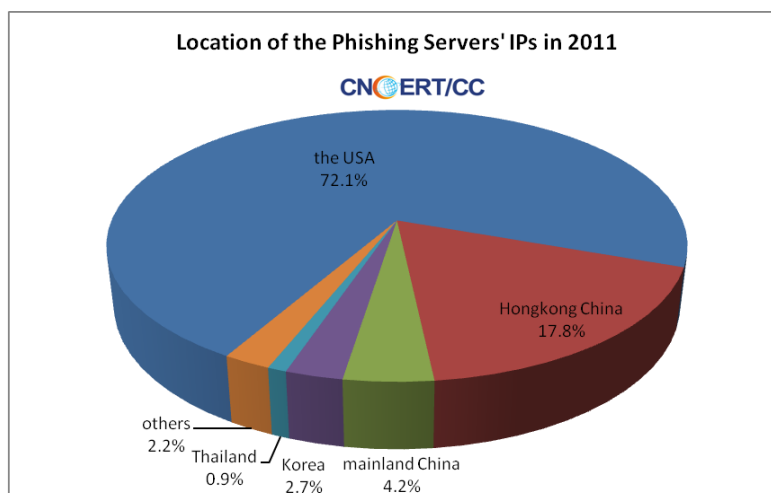 Location of the Phishing Servers' IPs in 2011
CNCERT/CC
the USA
72.1%
Hongkong China
17.8%
others
2.2%
Thailand
0.9%
Korea
2.7%
mainland China
4.2%